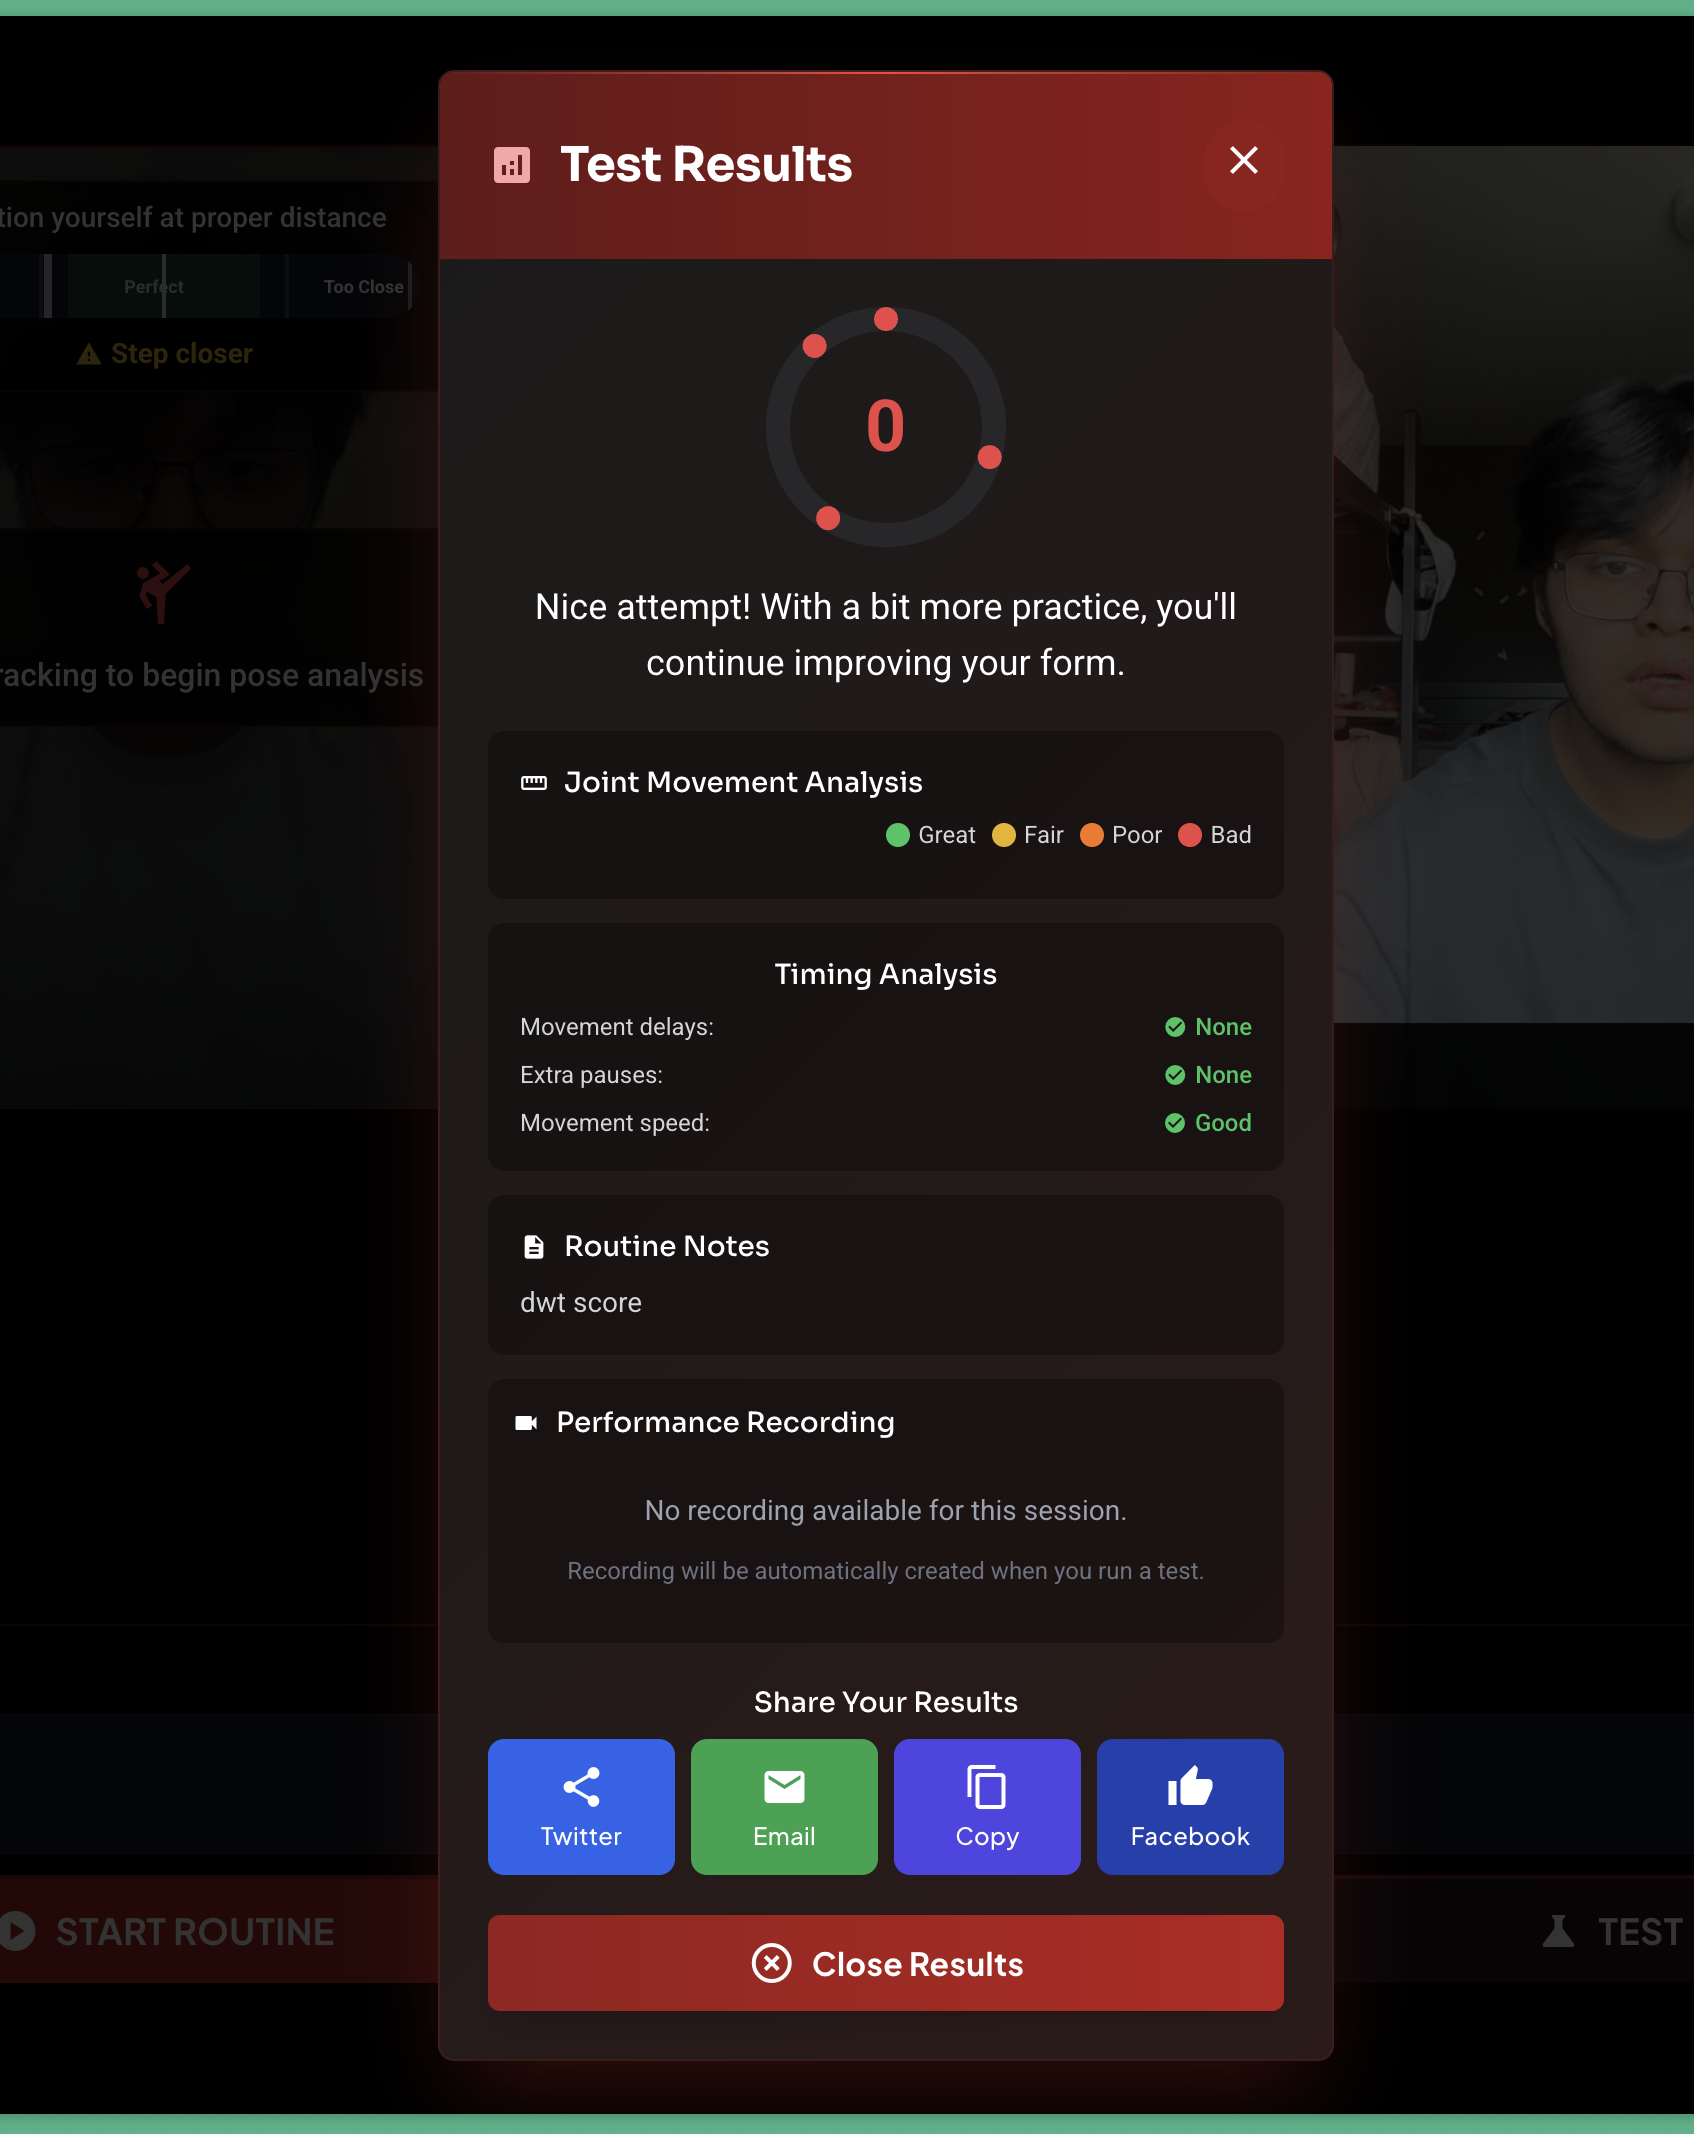 Test Results
tion yourself at proper distance
Perfect
Too Close
Step closer
0
Nice attempt! With a bit more practice, you'll
continue improving your form.
racking to begin pose analysis
Joint Movement Analysis
Great Fair Poor Bad
Timing Analysis
Movement delays: None
Extra pauses: None
Movement speed: Good
Routine Notes
dwt score
Performance Recording
No recording available for this session.
Recording will be automatically created when you run a test.
Share Your Results
Twitter Email Copy Facebook
START ROUTINE
TEST
Close Results